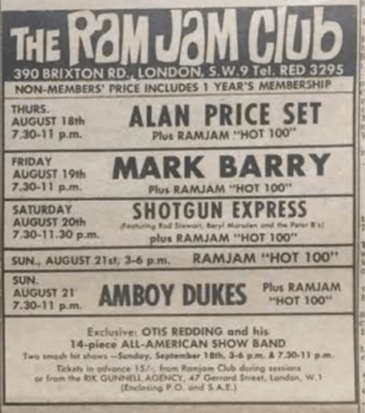 THE RAM JAM CLUB
390 BRIXTON RD., LONDON, S.W.9 Tel. RED 3295
NON-MEMBERS' PRICE INCLUDES 1 YEAR'S MEMBERSHIP
THURS.
AUGUST 18th
7.30-11 p.m.
ALAN PRICE SET
Plus RAMJAM "HOT 100"
FRIDAY
AUGUST 19th
7.30-11 p.m.
MARK BARRY
Plus RAMJAM "HOT 100"
SATURDAY
AUGUST 20th
7.30-11.30 p.m.
SHOTGUN EXPRESS
(Featuring Rod Stewart, Beryl Marsden and the Peter B's)
plus RAMJAM "HOT 100"
SUN., AUGUST 21st, 3-6 p.m. RAMJAM "HOT 100"
SUN.
AUGUST 21
7.30-11 p.m.
AMBOY DUKES
Plus RAMJAM
"HOT 100"
Exclusive: OTIS REDDING and his
14-piece ALL-AMERICAN SHOW BAND
Two smash hit shows—Sunday, September 18th, 3-6 p.m. & 7.30-11 p.m.
Tickets in advance 15/-, from Ramjam Club during sessions
or from the RIK GUNNELL AGENCY, 47 Gerrard Street, London, W.1
(Enclosing P.O. and S.A.E.)